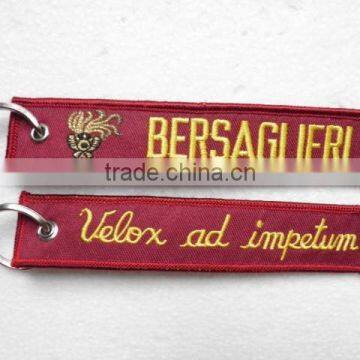 BERSAGLIERI
trade.china.cn
Velox ad impetum